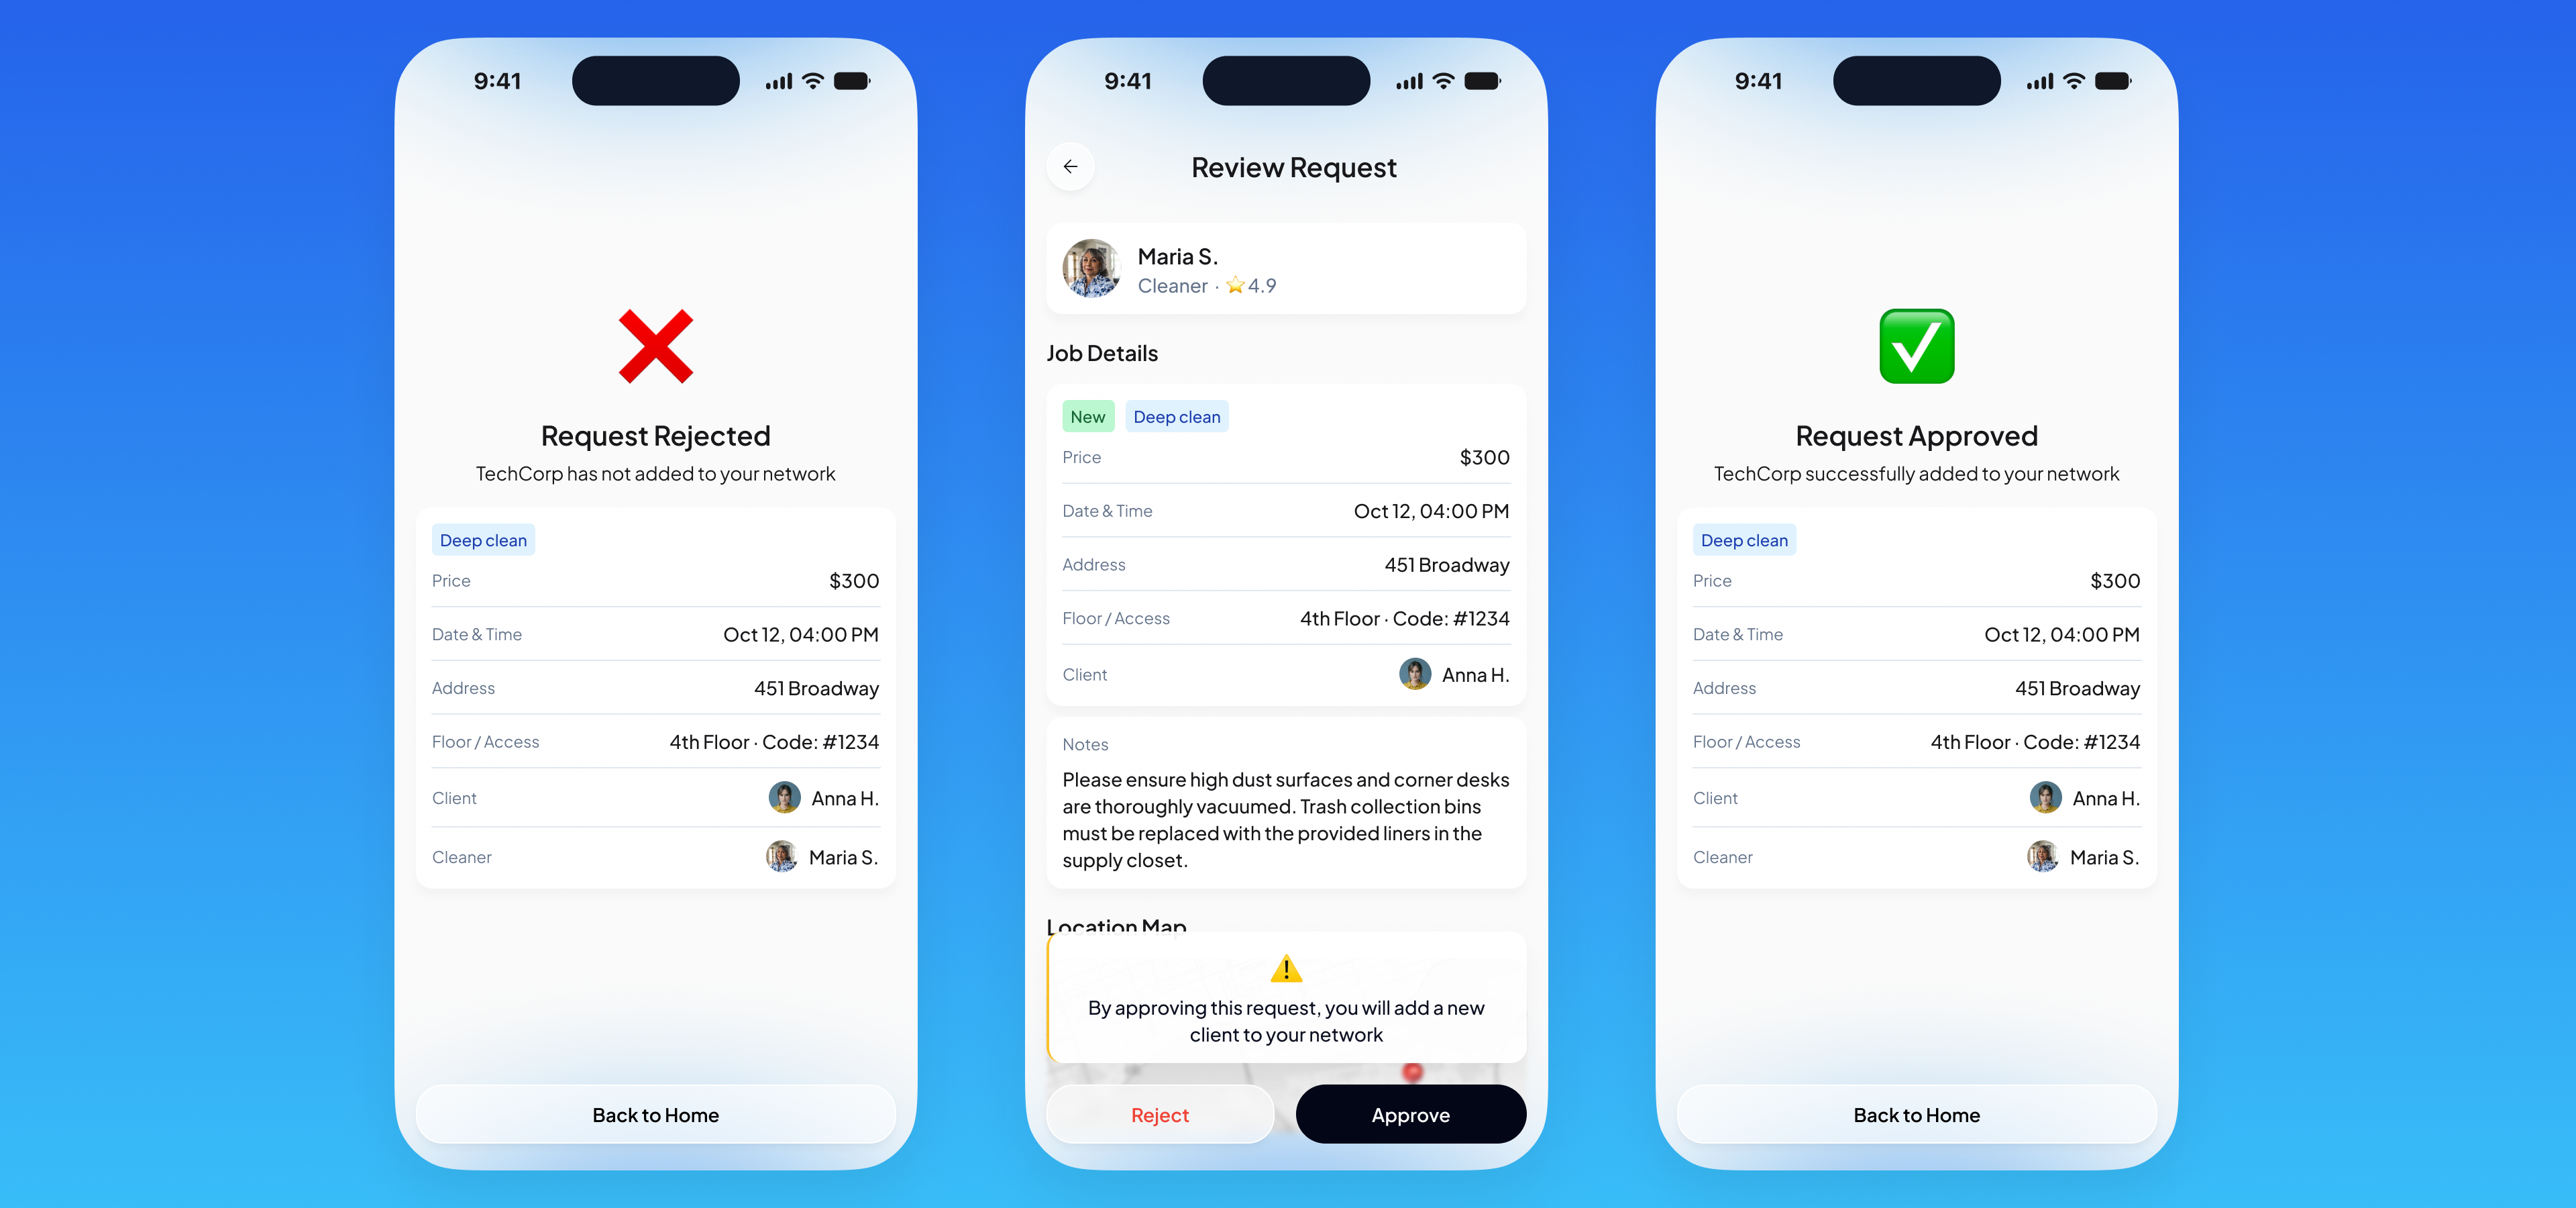 9:41
Request Rejected
TechCorp has not added to your network
Deep clean
Price $300
Date & Time Oct 12, 04:00 PM
Address 451 Broadway
Floor / Access 4th Floor · Code: #1234
Client Anna H.
Cleaner Maria S.
Back to Home
9:41
Review Request
Maria S.
Cleaner · ⭐4.9
Job Details
New Deep clean
Price $300
Date & Time Oct 12, 04:00 PM
Address 451 Broadway
Floor / Access 4th Floor · Code: #1234
Client Anna H.
Notes
Please ensure high dust surfaces and corner desks
are thoroughly vacuumed. Trash collection bins
must be replaced with the provided liners in the
supply closet.
Location Map
By approving this request, you will add a new
client to your network
Reject Approve
9:41
Request Approved
TechCorp successfully added to your network
Deep clean
Price $300
Date & Time Oct 12, 04:00 PM
Address 451 Broadway
Floor / Access 4th Floor · Code: #1234
Client Anna H.
Cleaner Maria S.
Back to Home